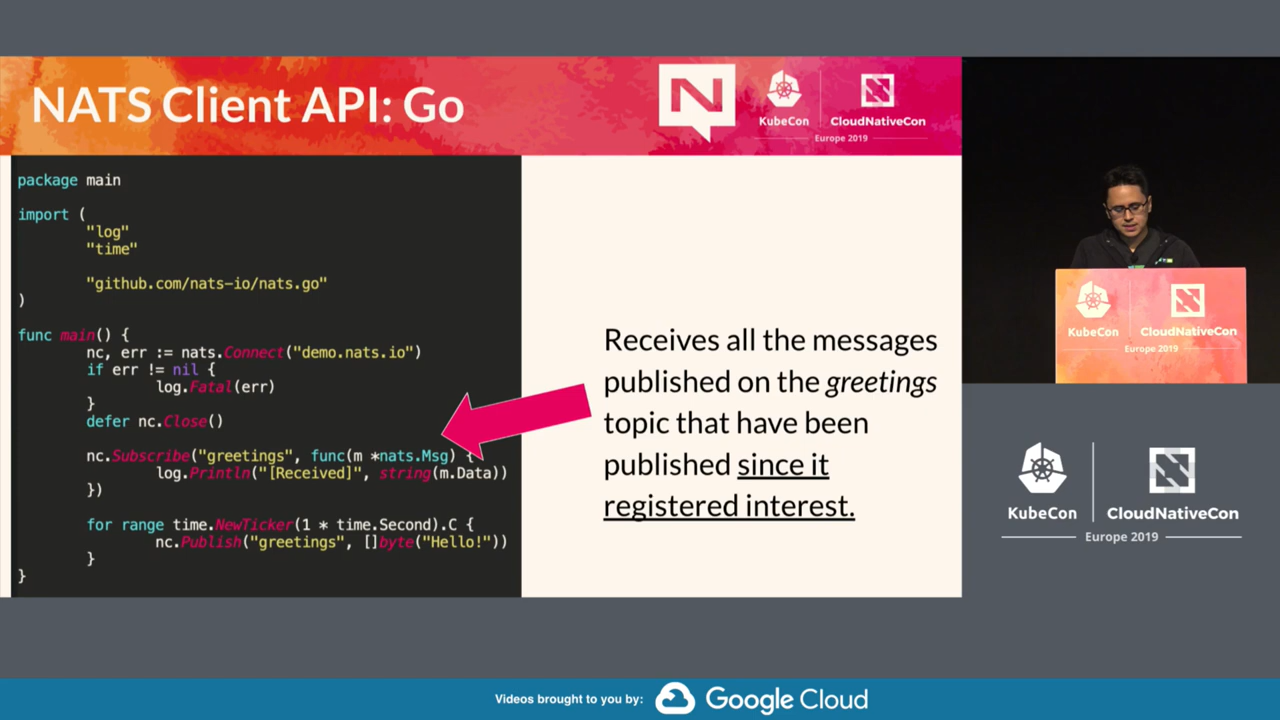 NATS Client API: Go
N
KubeCon
CloudNativeCon
Europe 2019
package main
import (
"log"
"time"
"github.com/nats-io/nats.go"
)
func main() {
nc, err := nats.Connect("demo.nats.io")
if err != nil {
log.Fatal(err)
}
defer nc.Close()
nc.Subscribe("greetings", func(m *nats.Msg) {
log.Println("[Received]", string(m.Data))
})
for range time.NewTicker(1 * time.Second).C {
nc.Publish("greetings", []byte("Hello!"))
}
}
Receives all the messages
published on the greetings
topic that have been
published since it
registered interest.
KubeCon
CloudNativeCon
Europe 2019
KubeCon
CloudNativeCon
Europe 2019
Videos brought to you by:
Google Cloud